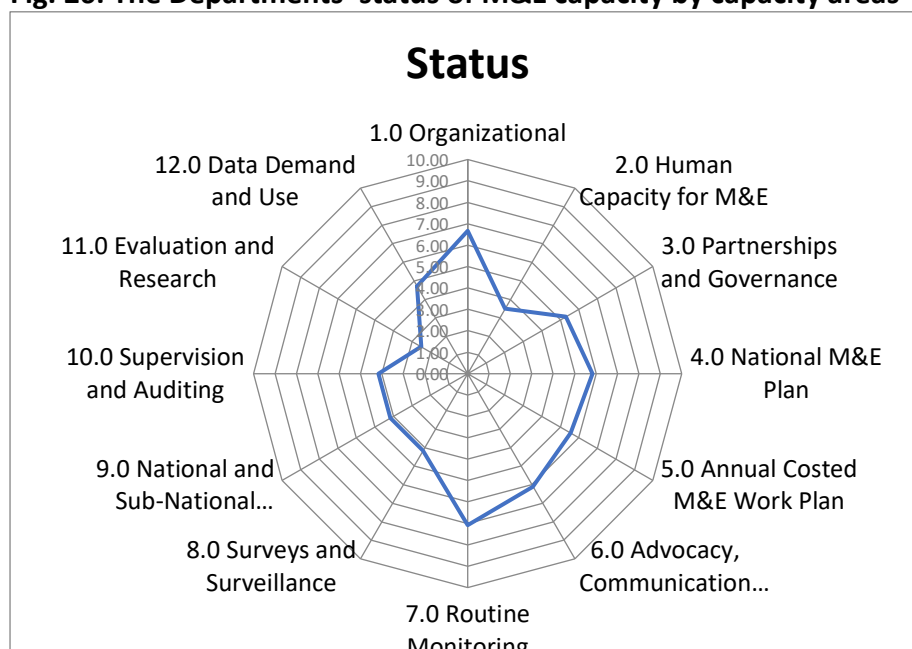 Fig. 28: The Departments' status of M&E capacity by capacity areas
Status
1.0 Organizational
2.0 Human
Capacity for M&E
3.0 Partnerships
and Governance
4.0 National M&E
Plan
5.0 Annual Costed
M&E Work Plan
6.0 Advocacy,
Communication…
7.0 Routine
Monitoring
8.0 Surveys and
Surveillance
9.0 National and
Sub-National…
10.0 Supervision
and Auditing
11.0 Evaluation and
Research
12.0 Data Demand
and Use
10.00
9.00
8.00
7.00
6.00
5.00
4.00
3.00
2.00
1.00
0.00